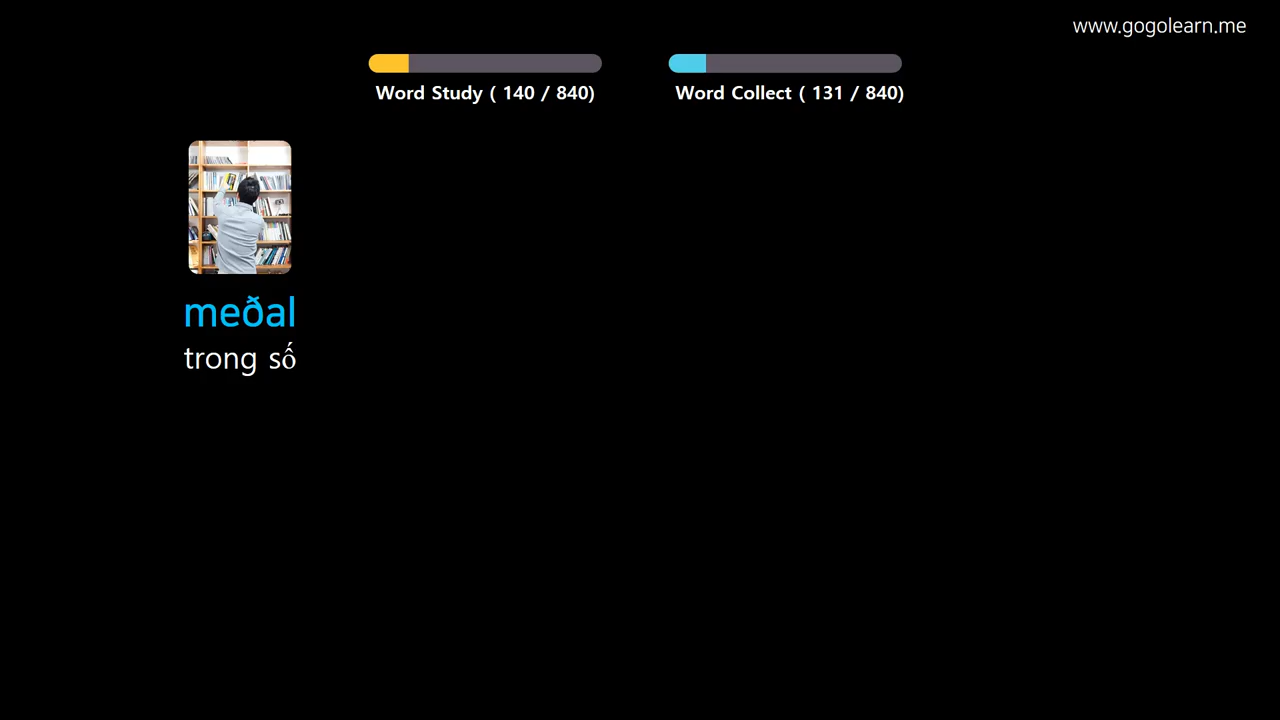 www.gogolearn.me
Word Study ( 140 / 840)
Word Collect ( 131 / 840)
meðal
trong số